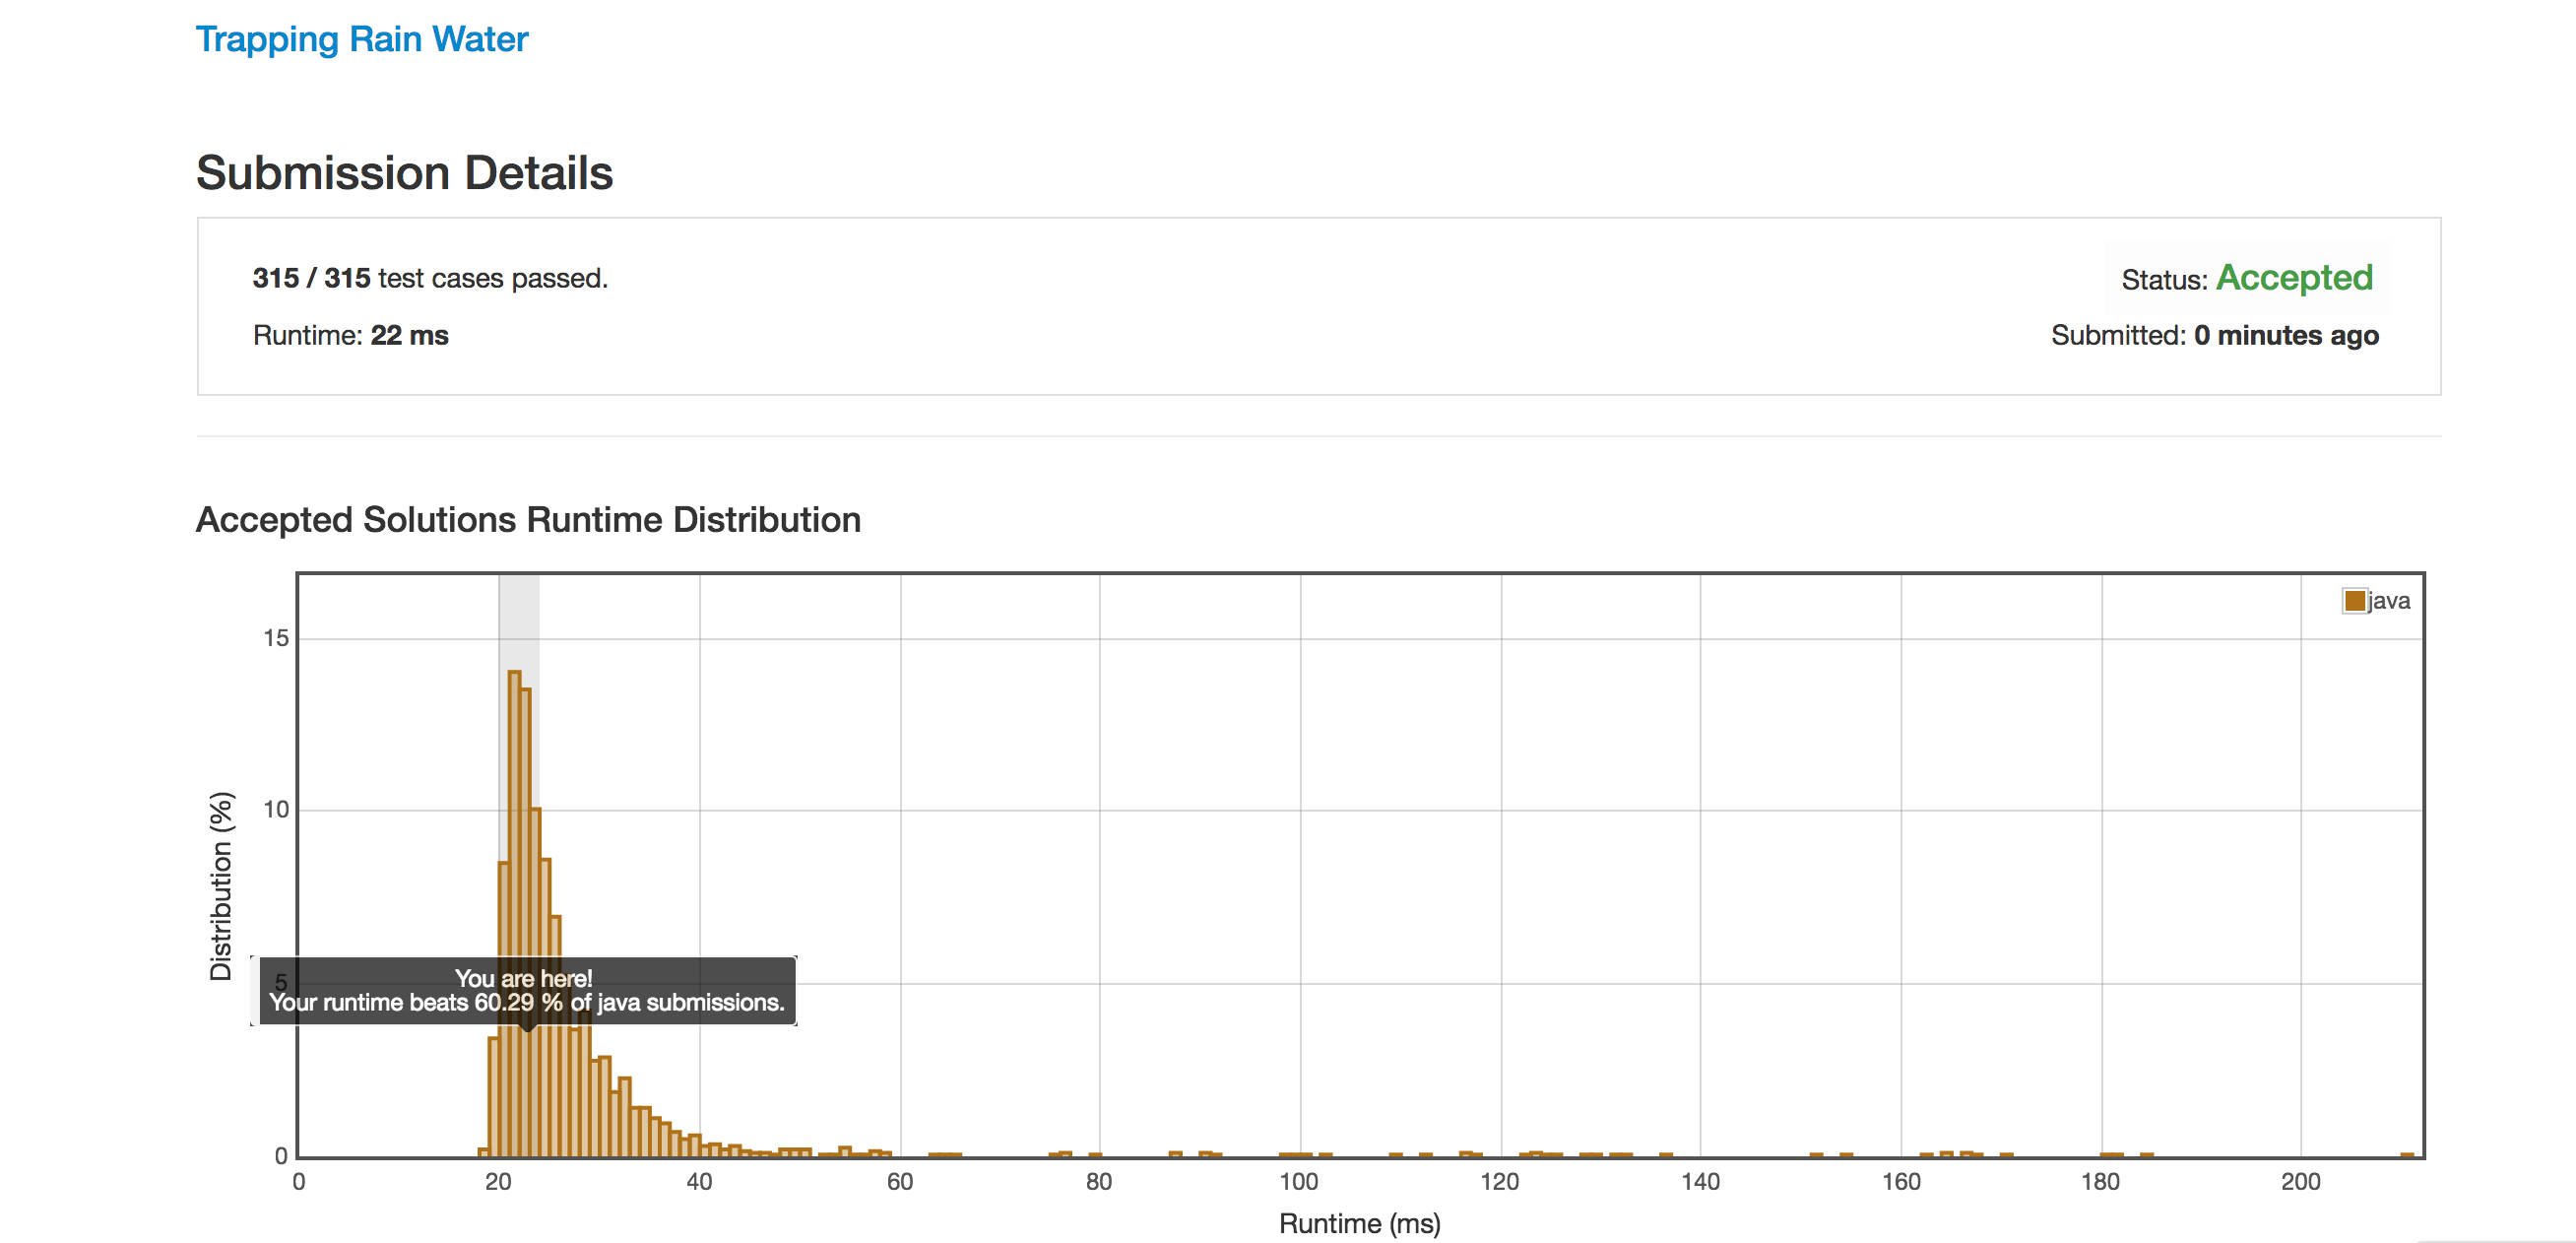 Trapping Rain Water
Submission Details
315 / 315 test cases passed.
Status: Accepted
Runtime: 22 ms
Submitted: 0 minutes ago
Accepted Solutions Runtime Distribution
java
15
10
5
0
Distribution (%)
You are here!
Your runtime beats 60.29 % of java submissions.
0 20 40 60 80 100 120 140 160 180 200
Runtime (ms)